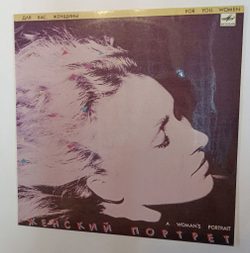 ДЛЯ ВАС, ЖЕНЩИНЫ
FOR YOU, WOMEN
A WOMAN'S PORTRAIT
ЖЕНСКИЙ ПОРТРЕТ